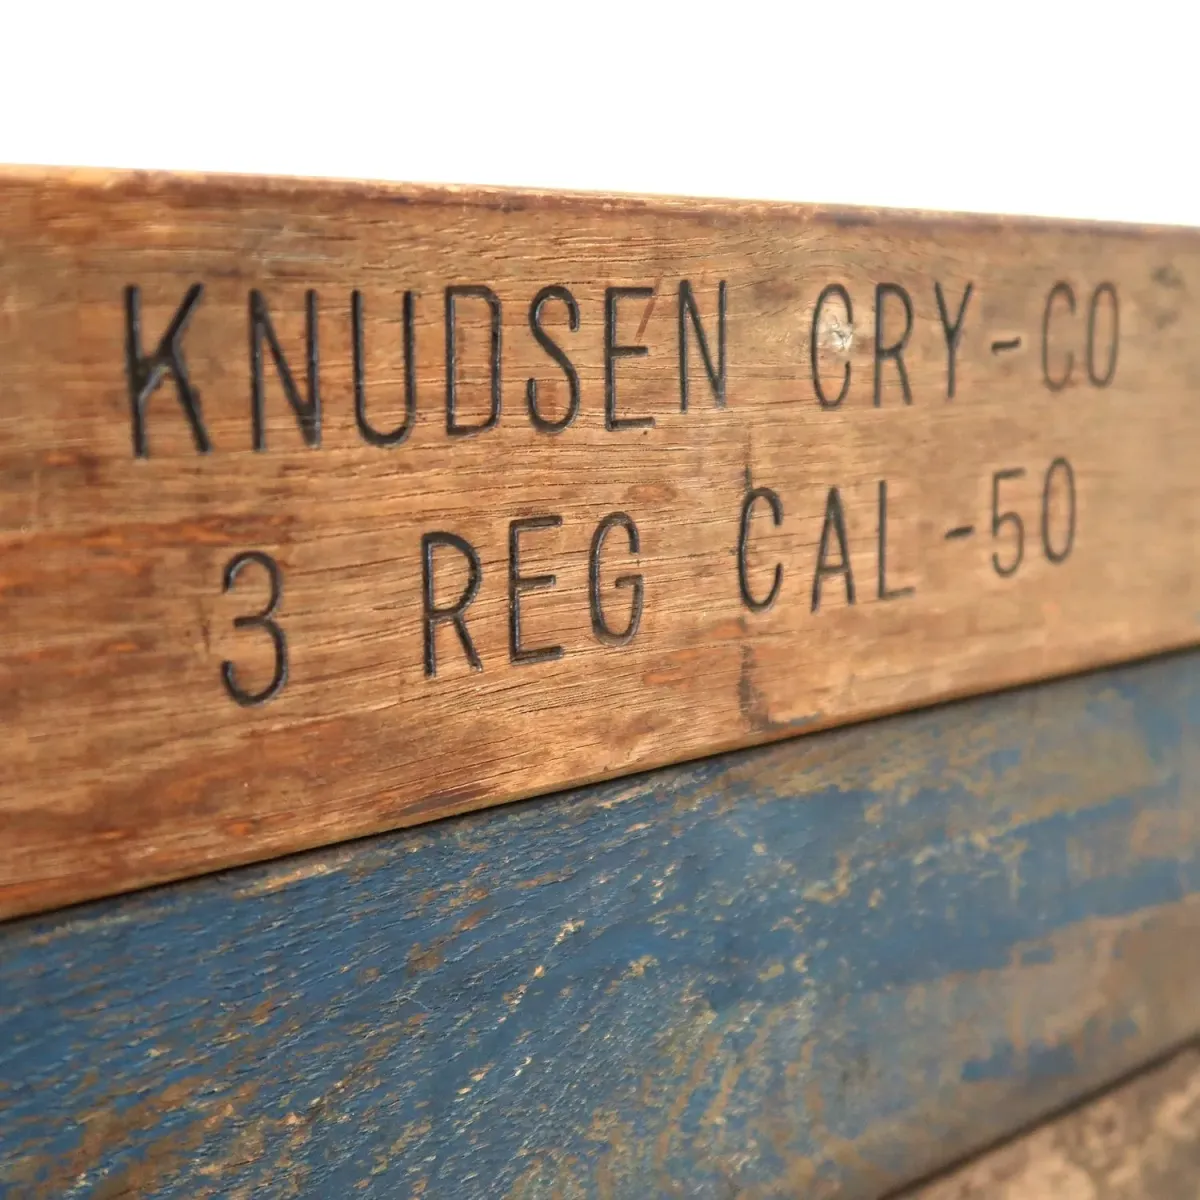 KNUDSEN CRY-CO
3 REG CAL-50